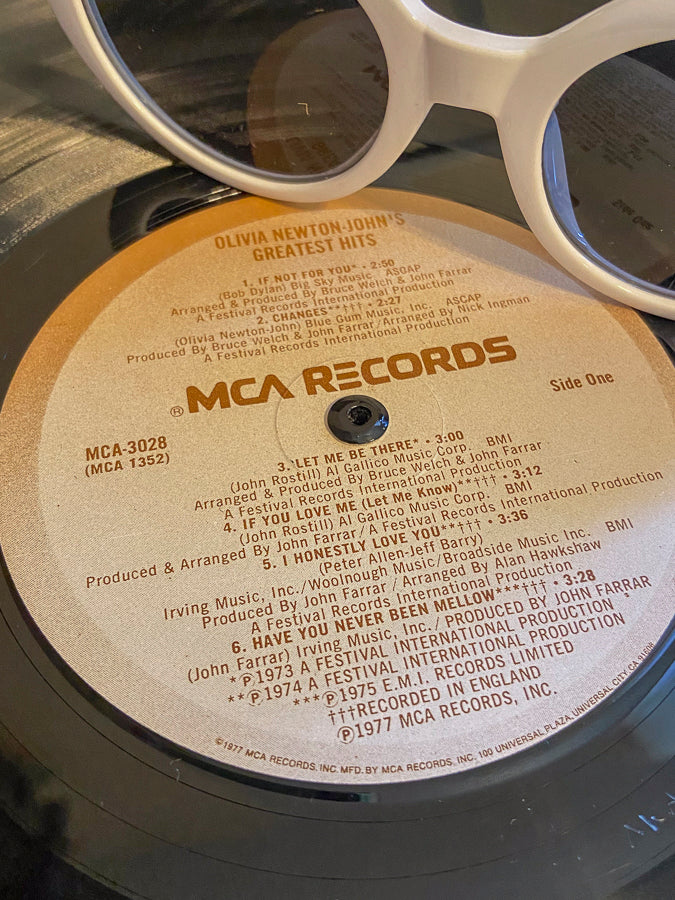 OLIVIA NEWTON-JOHN'S
GREATEST HITS
1. IF NOT FOR YOU* • 2:50
(Bob Dylan) Big Sky Music ASCAP
Arranged & Produced by Bruce Welch & John Farrar
A Festival Records International Production
2. CHANGES**††† • 2:27
(Olivia Newton-John) Blue Gum Music, Inc. ASCAP
Produced By Bruce Welch & John Farrar/Arranged By Nick Ingman
A Festival Records International Production
® MCA RECORDS
Side One
MCA-3028
(MCA 1352)
3. LET ME BE THERE* • 3:00
(John Rostill) Al Gallico Music Corp. BMI
Arranged & Produced By Bruce Welch & John Farrar
A Festival Records International Production
4. IF YOU LOVE ME (Let Me Know)**††† • 3:12
(John Rostill) Al Gallico Music Corp. BMI
Produced & Arranged By John Farrar/A Festival Records International Production
5. I HONESTLY LOVE YOU**††† • 3:36
(Peter Allen-Jeff Barry)
Irving Music, Inc./Woolnough Music/Broadside Music Inc. BMI
Produced By John Farrar/Arranged By Alan Hawkshaw
A Festival Records International Production
6. HAVE YOU NEVER BEEN MELLOW***††† • 3:28
(John Farrar) Irving Music, Inc./PRODUCED BY JOHN FARRAR
*℗1973 A FESTIVAL INTERNATIONAL PRODUCTION
**℗1974 A FESTIVAL INTERNATIONAL PRODUCTION
***℗1975 E.M.I. RECORDS LIMITED
†††RECORDED IN ENGLAND
℗1977 MCA RECORDS, INC.
©1977 MCA RECORDS, INC. MFD. BY MCA RECORDS, INC. 100 UNIVERSAL PLAZA, UNIVERSAL CITY, CA. 91608